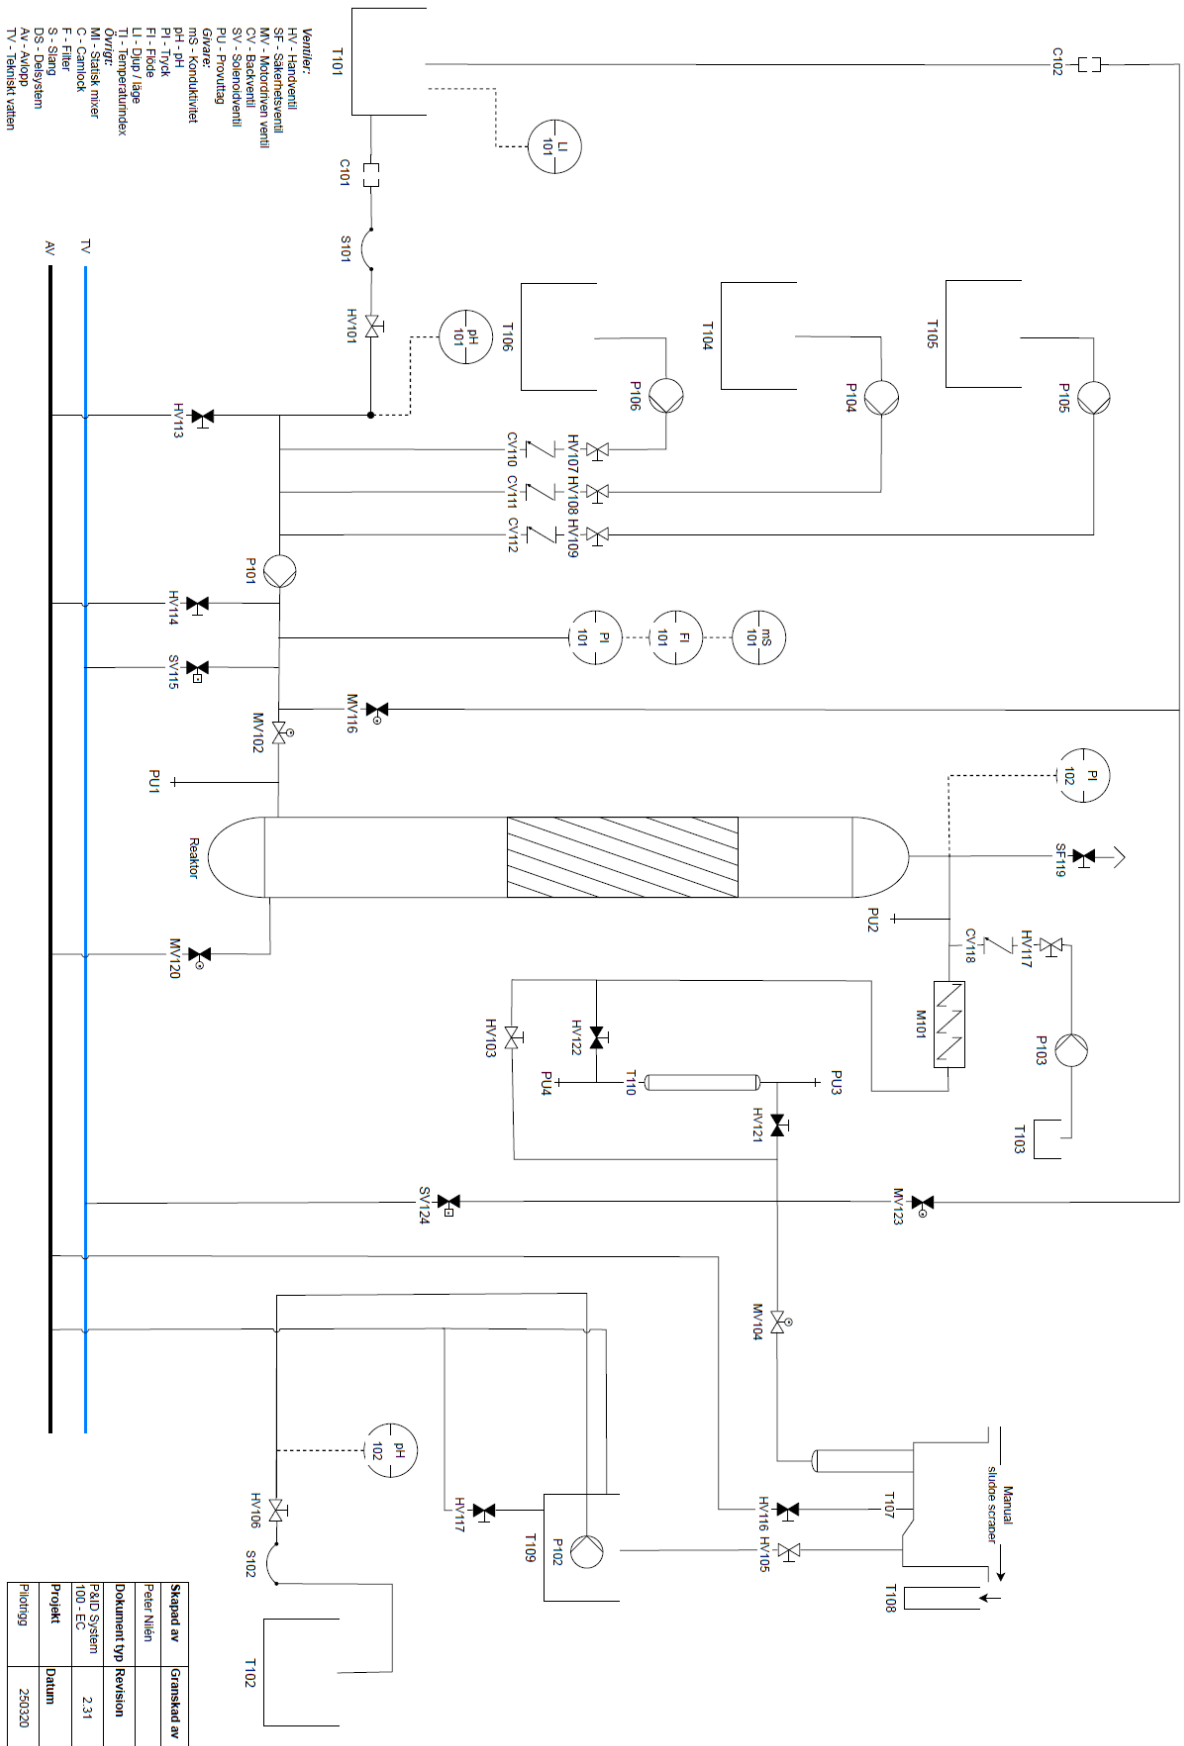 Ventiler:
HV - Handventil
SF - Säkerhetsventil
MV - Motordriven ventil
CV - Backventil
SV - Solenoidventil
PU - Provuttag
Givare:
mS - Konduktivitet
pH - pH
PI - Tryck
FI - Flöde
LI - Djup / läge
TI - Temperaturindex
Övrigt:
MI - Statisk mixer
C - Camlock
F - Filter
S - Slang
DS - Delsystem
Av - Avlopp
TV - Tekniskt vatten
T101
C102
LI
101
C101
S101
HV101
pH
101
T106
T104
T105
P106
P104
P105
TV
AV
HV113
CV110
HV107
CV111
HV108
CV112
HV109
P101
HV114
SV115
PI
101
FI
101
mS
101
MV102
MV116
PU1
PI
102
Reaktor
SF119
PU2
CV118
HV117
MV120
M101
P103
HV103
HV122
PU4
T110
PU3
HV121
T103
SV124
MV123
MV104
pH
102
HV106
S102
HV117
T109
P102
HV116
HV105
T107
T108
Manual
sludge scraper
T102
Skapad av
Granskad av
Peter Nilén
Dokument typ
Revision
P&ID System
100 - EC
2.31
Projekt
Datum
Pilotrigg
250320